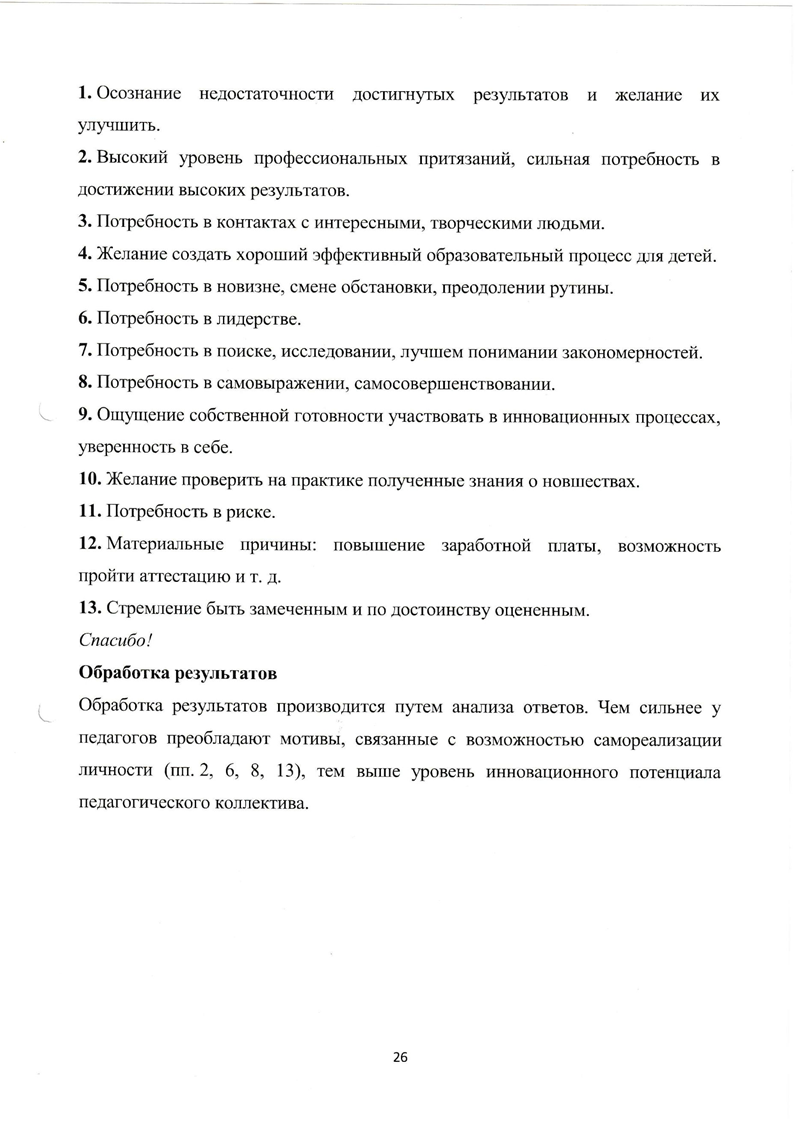 1. Осознание недостаточности достигнутых результатов и желание их
улучшить.
2. Высокий уровень профессиональных притязаний, сильная потребность в
достижении высоких результатов.
3. Потребность в контактах с интересными, творческими людьми.
4. Желание создать хороший эффективный образовательный процесс для детей.
5. Потребность в новизне, смене обстановки, преодолении рутины.
6. Потребность в лидерстве.
7. Потребность в поиске, исследовании, лучшем понимании закономерностей.
8. Потребность в самовыражении, самосовершенствовании.
9. Ощущение собственной готовности участвовать в инновационных процессах,
уверенность в себе.
10. Желание проверить на практике полученные знания о новшествах.
11. Потребность в риске.
12. Материальные причины: повышение заработной платы, возможность
пройти аттестацию и т. д.
13. Стремление быть замеченным и по достоинству оцененным.
Спасибо!
Обработка результатов
Обработка результатов производится путем анализа ответов. Чем сильнее у
педагогов преобладают мотивы, связанные с возможностью самореализации
личности (пп. 2, 6, 8, 13), тем выше уровень инновационного потенциала
педагогического коллектива.
26